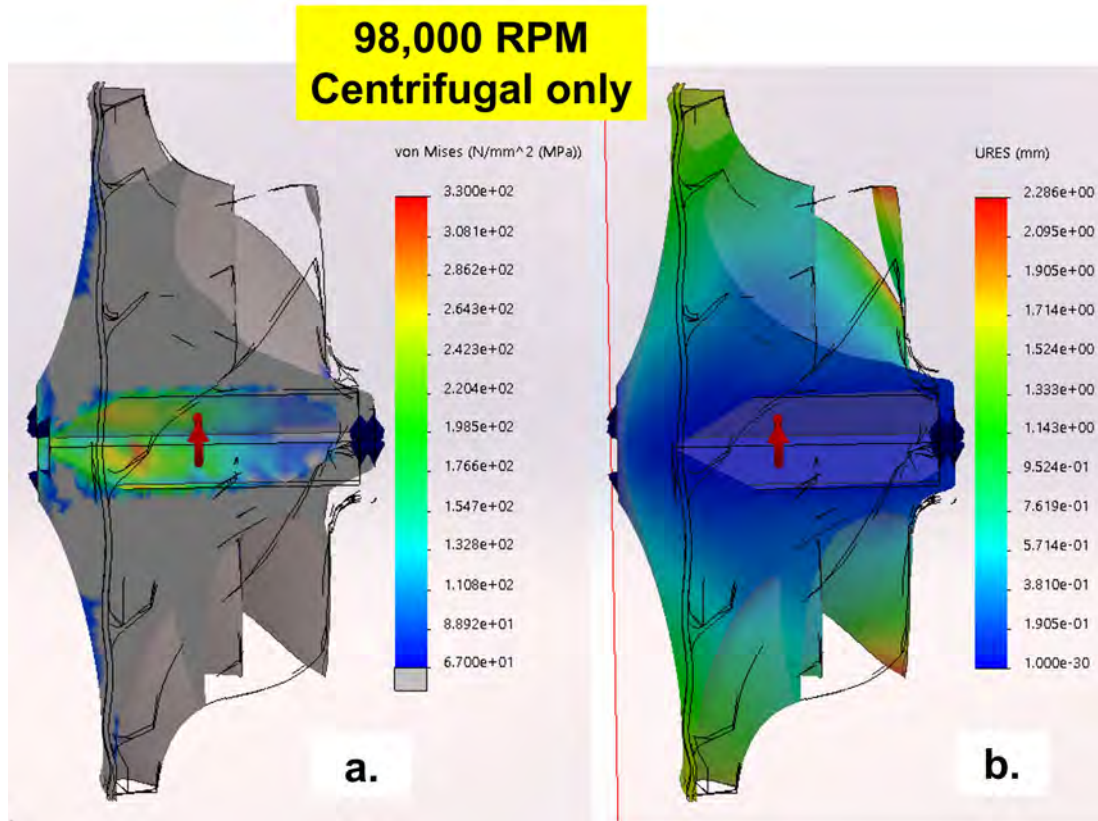 98,000 RPM
Centrifugal only
von Mises (N/mm^2 (MPa))
3.300e+02
3.081e+02
2.862e+02
2.643e+02
2.423e+02
2.204e+02
1.985e+02
1.766e+02
1.547e+02
1.328e+02
1.108e+02
8.892e+01
6.700e+01
a.
URES (mm)
2.286e+00
2.095e+00
1.905e+00
1.714e+00
1.524e+00
1.333e+00
1.143e+00
9.524e-01
7.619e-01
5.714e-01
3.810e-01
1.905e-01
1.000e-30
b.